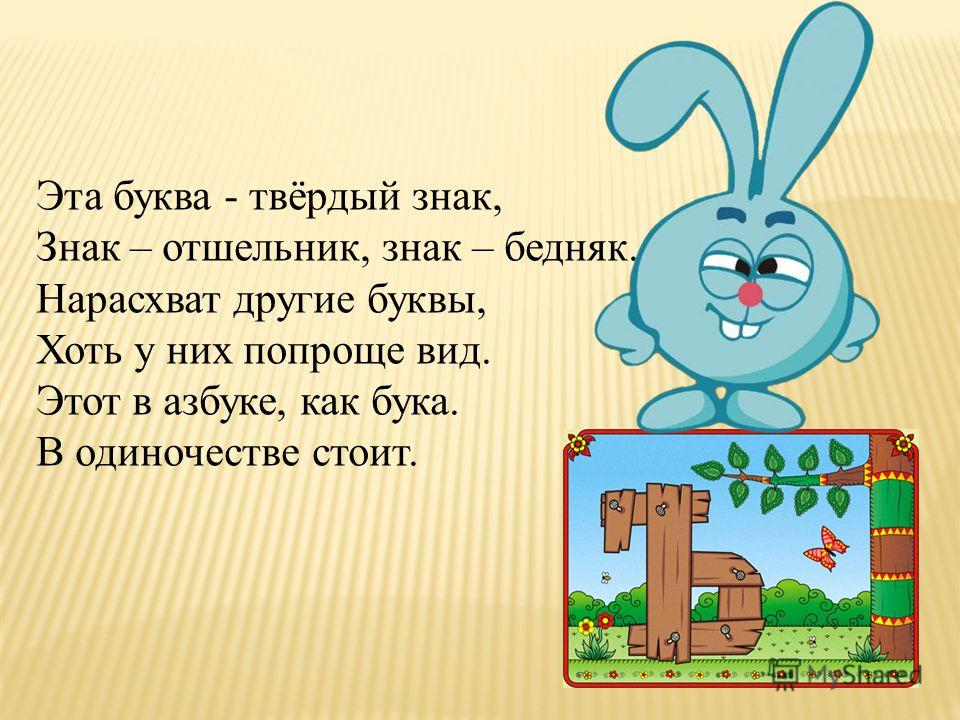 Эта буква - твёрдый знак,
Знак – отшельник, знак – бедняк.
Нарасхват другие буквы,
Хоть у них попроще вид.
Этот в азбуке, как бука.
В одиночестве стоит.
Ъ
MyShared